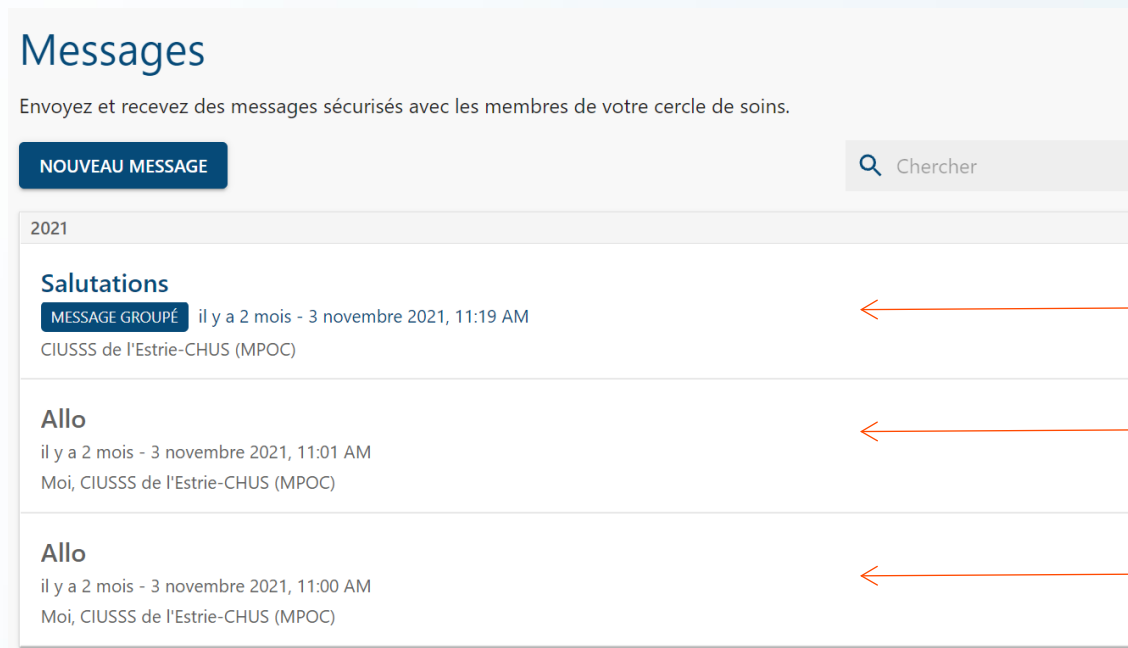 Messages
Envoyez et recevez des messages sécurisés avec les membres de votre cercle de soins.
NOUVEAU MESSAGE
Chercher
2021
Salutations
MESSAGE GROUPÉ il y a 2 mois - 3 novembre 2021, 11:19 AM
CIUSSS de l'Estrie-CHUS (MPOC)
Allo
il y a 2 mois - 3 novembre 2021, 11:01 AM
Moi, CIUSSS de l'Estrie-CHUS (MPOC)
Allo
il y a 2 mois - 3 novembre 2021, 11:00 AM
Moi, CIUSSS de l'Estrie-CHUS (MPOC)